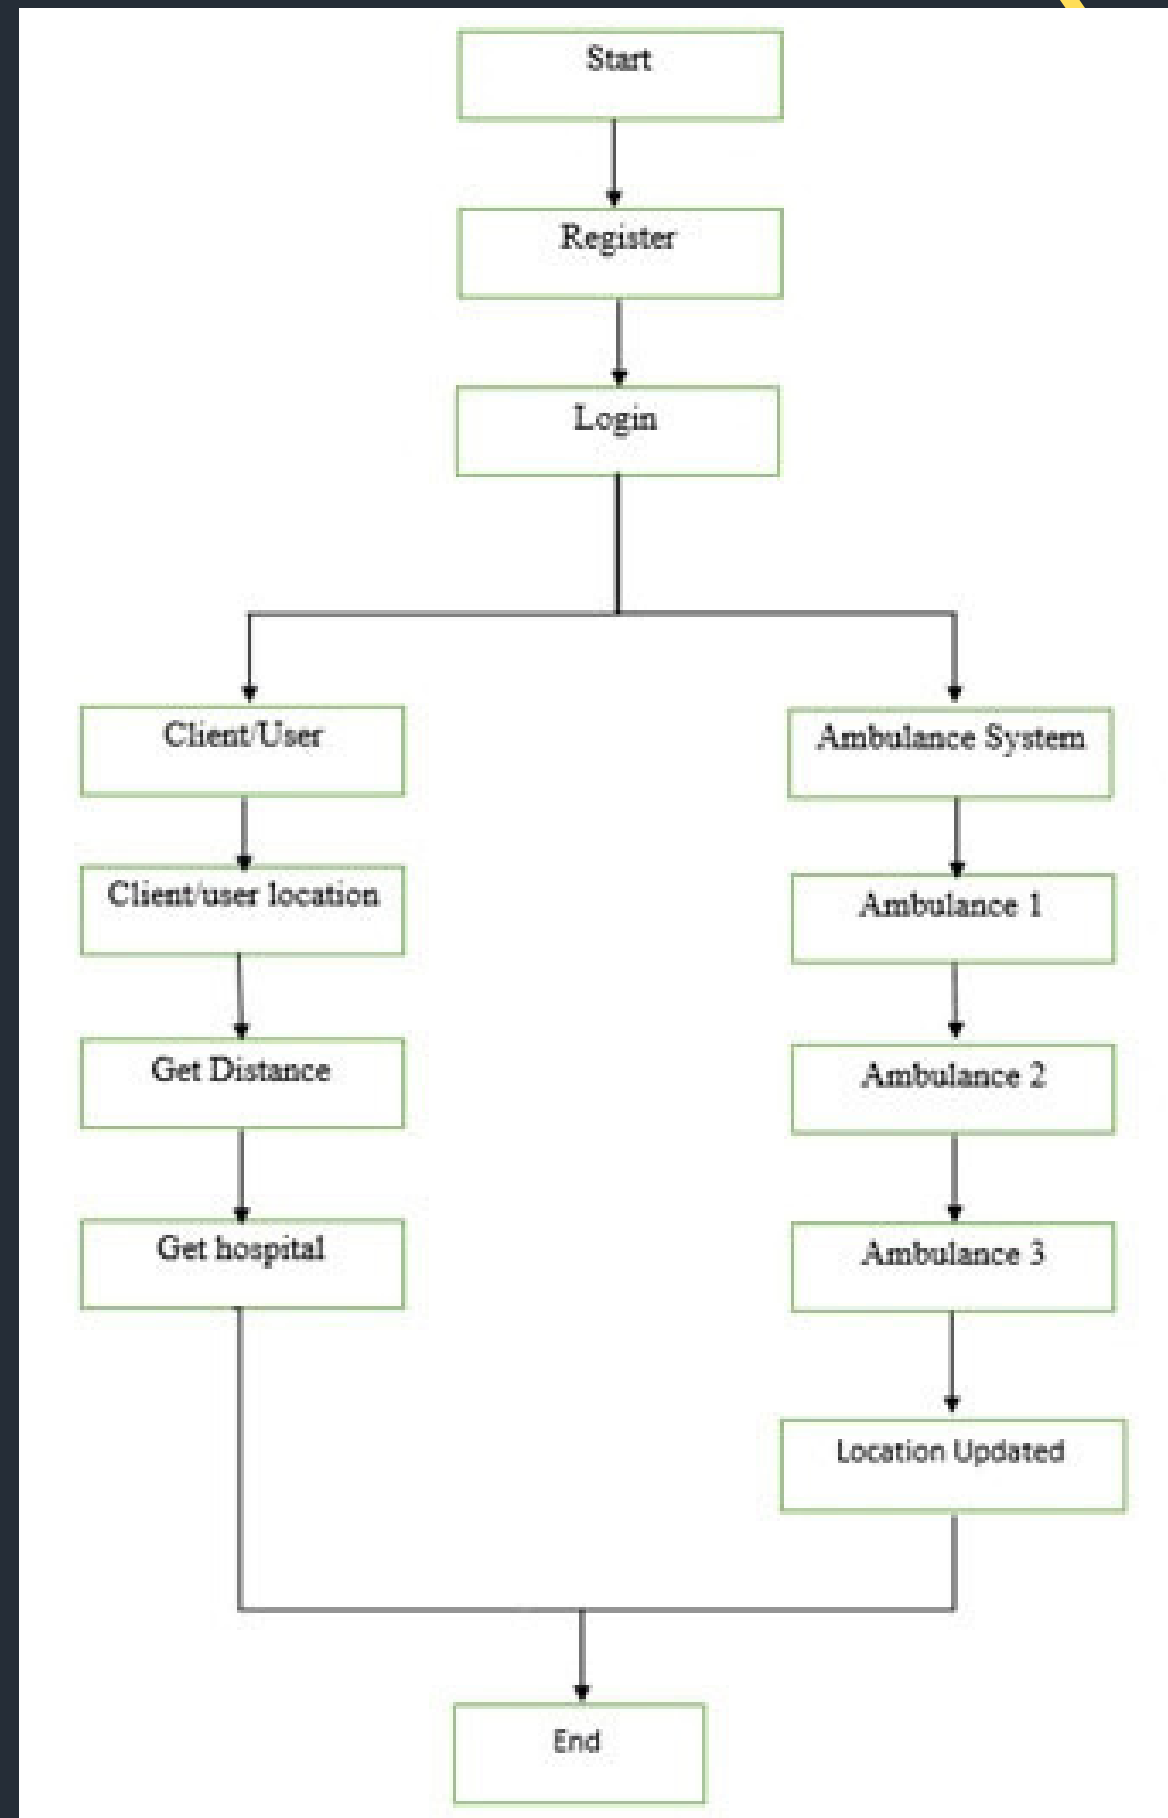 Start
Register
Login
Client/User
Client/user location
Get Distance
Get hospital
Ambulance System
Ambulance 1
Ambulance 2
Ambulance 3
Location Updated
End